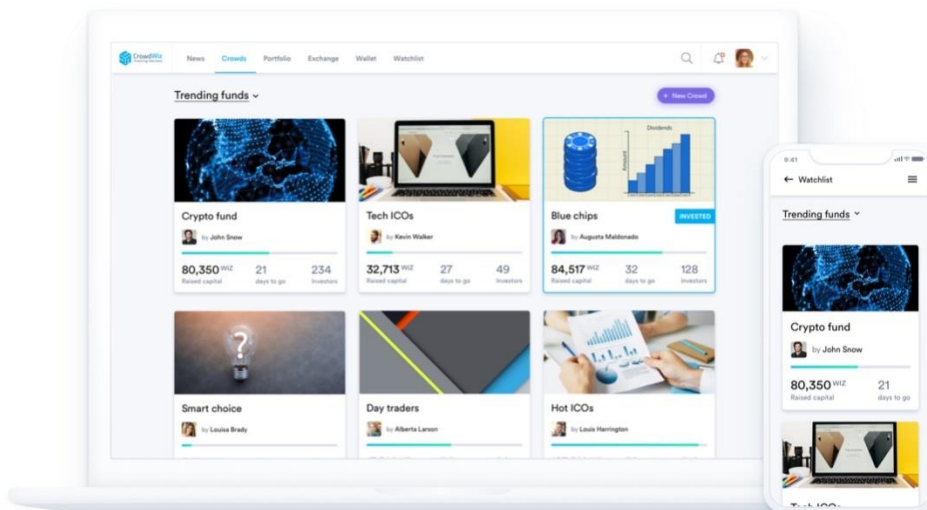 CrowdWiz
News Crowds Portfolio Exchange Wallet Watchlist
Trending funds
+ New Crowd
Dividends
Amount
Crypto fund
by John Snow
80,350 WIZ 21 234
Raised capital days to go Investors
Tech ICOs
by Kevin Walker
32,713 WIZ 27 49
Raised capital days to go Investors
Blue chips
INVESTED
by Augusta Maldonado
84,517 WIZ 32 128
Raised capital days to go Investors
Smart choice
by Louisa Brady
Day traders
by Alberta Larson
Hot ICOs
by Louis Harrington
9:41
← Watchlist
Trending funds
Crypto fund
by John Snow
80,350 WIZ 21
Raised capital days to go
Tech ICOs